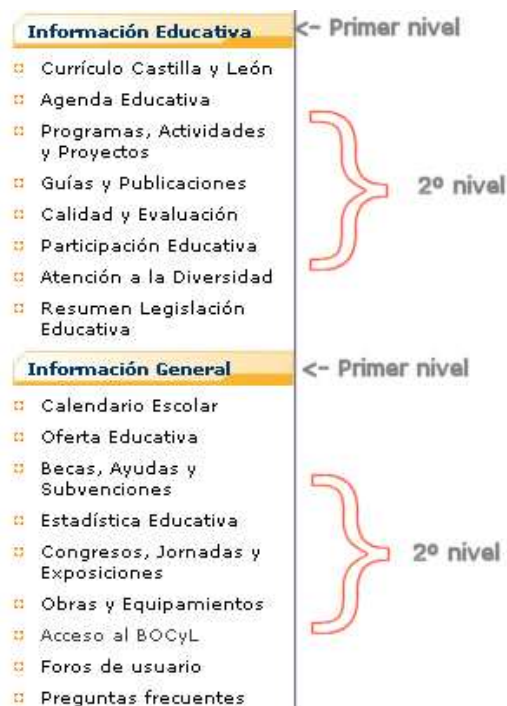 Información Educativa <- Primer nivel
Currículo Castilla y León
Agenda Educativa
Programas, Actividades
y Proyectos
Guías y Publicaciones
2º nivel
Calidad y Evaluación
Participación Educativa
Atención a la Diversidad
Resumen Legislación
Educativa
Información General <- Primer nivel
Calendario Escolar
Oferta Educativa
Becas, Ayudas y
Subvenciones
Estadística Educativa
Congresos, Jornadas y
2º nivel
Exposiciones
Obras y Equipamientos
Acceso al BOCyL
Foros de usuario
Preguntas frecuentes